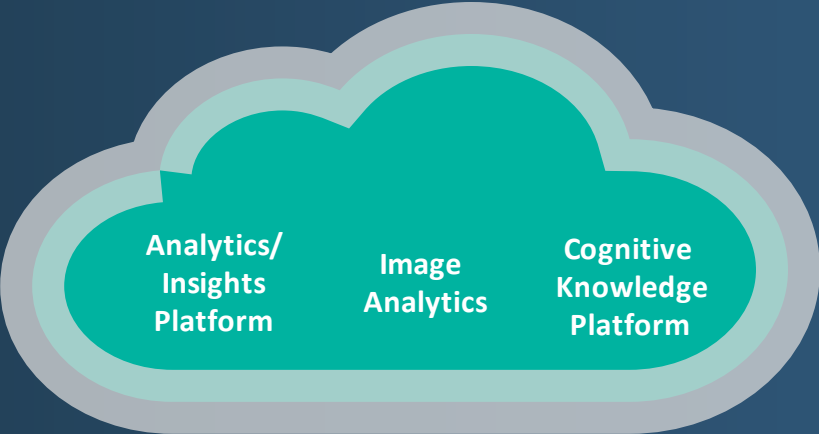 Analytics/
Insights
Platform
Image
Analytics
Cognitive
Knowledge
Platform